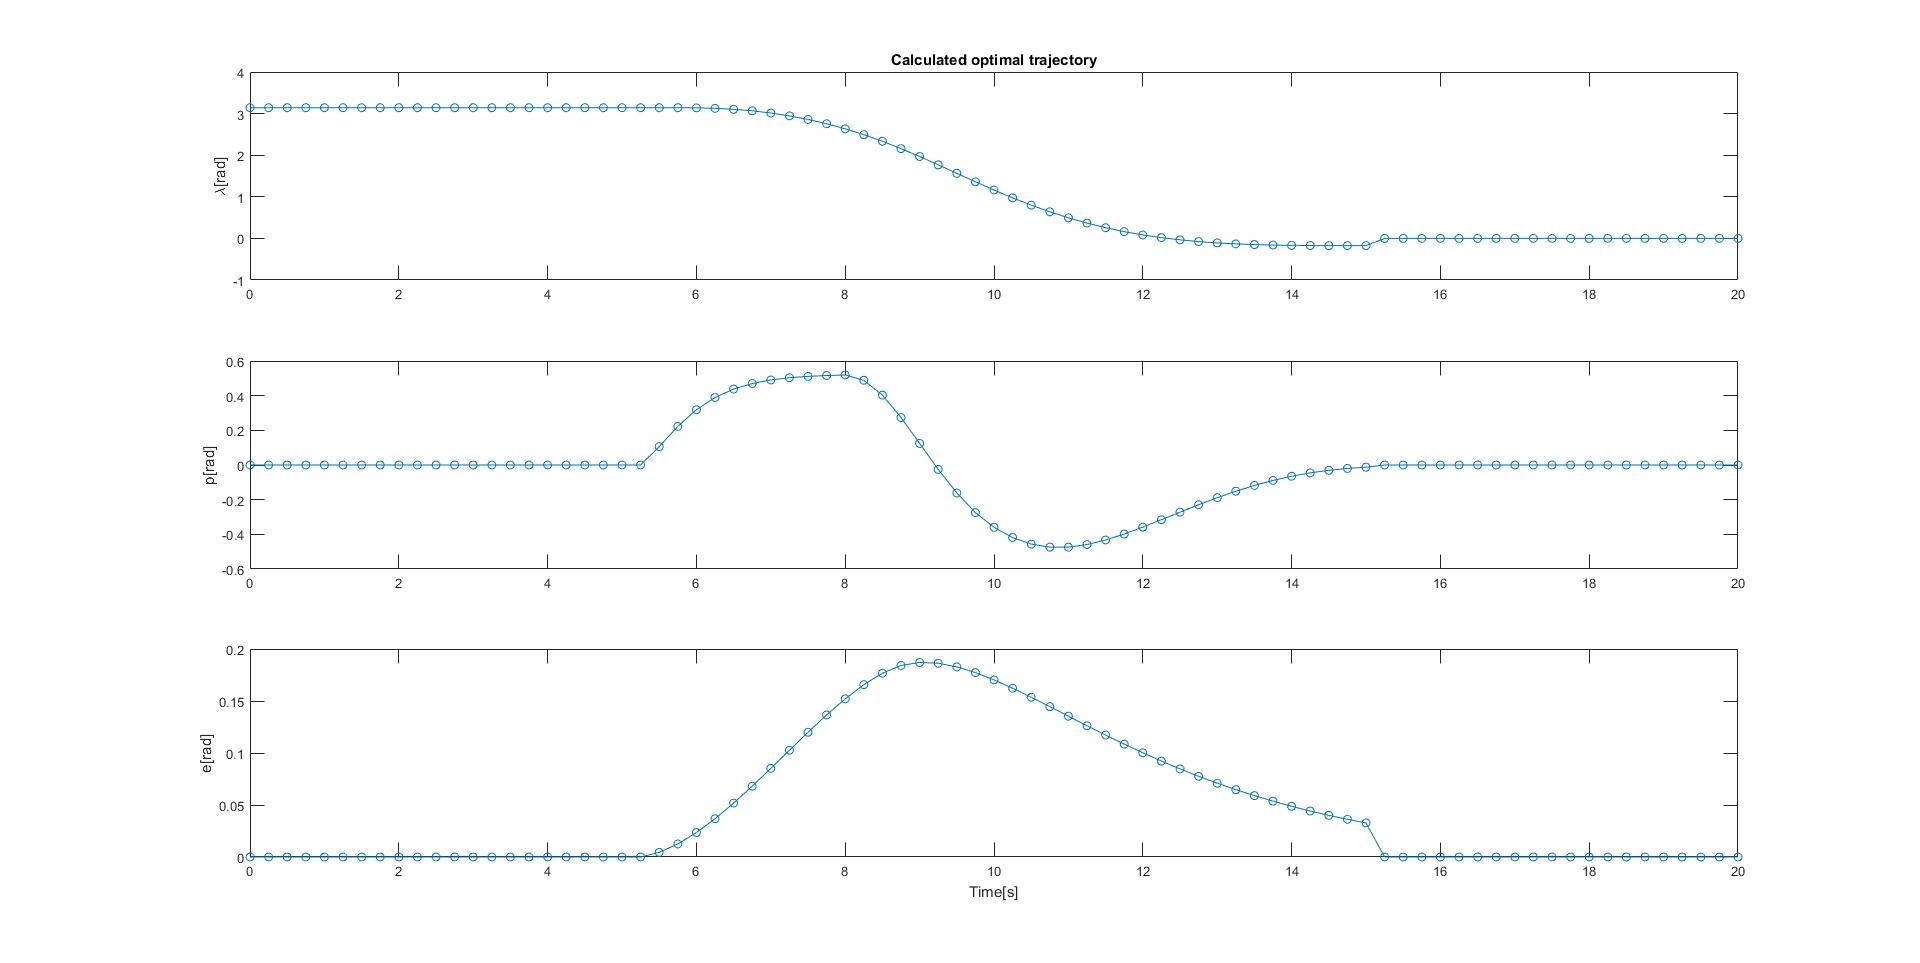 Calculated optimal trajectory
4
3
2
1
0
-1
λ[rad]
0 2 4 6 8 10 12 14 16 18 20
0.6
0.4
0.2
0
-0.2
-0.4
-0.6
p[rad]
0 2 4 6 8 10 12 14 16 18 20
0.2
0.15
0.1
0.05
0
e[rad]
0 2 4 6 8 10 12 14 16 18 20
Time[s]